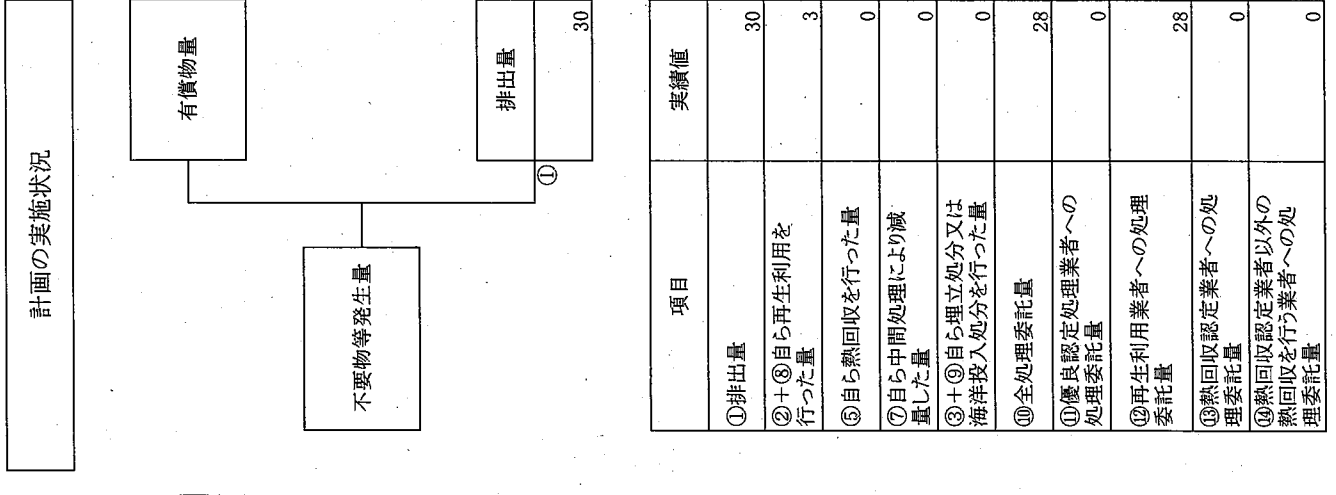 計画の実施状況
有償物量
不要物等発生量
①
排出量
30
項目
実績値
①排出量
30
②+⑧自ら再生利用を
行った量
3
⑤自ら熱回収を行った量
0
⑦自ら中間処理により減
量した量
0
③+⑨自ら埋立処分又は
海洋投入処分を行った量
0
⑩全処理委託量
28
⑪優良認定処理業者への
処理委託量
0
⑫再生利用業者への処理
委託量
28
⑬熱回収認定業者への処
理委託量
0
⑭熱回収認定業者以外の
熱回収を行う業者への処
理委託量
0